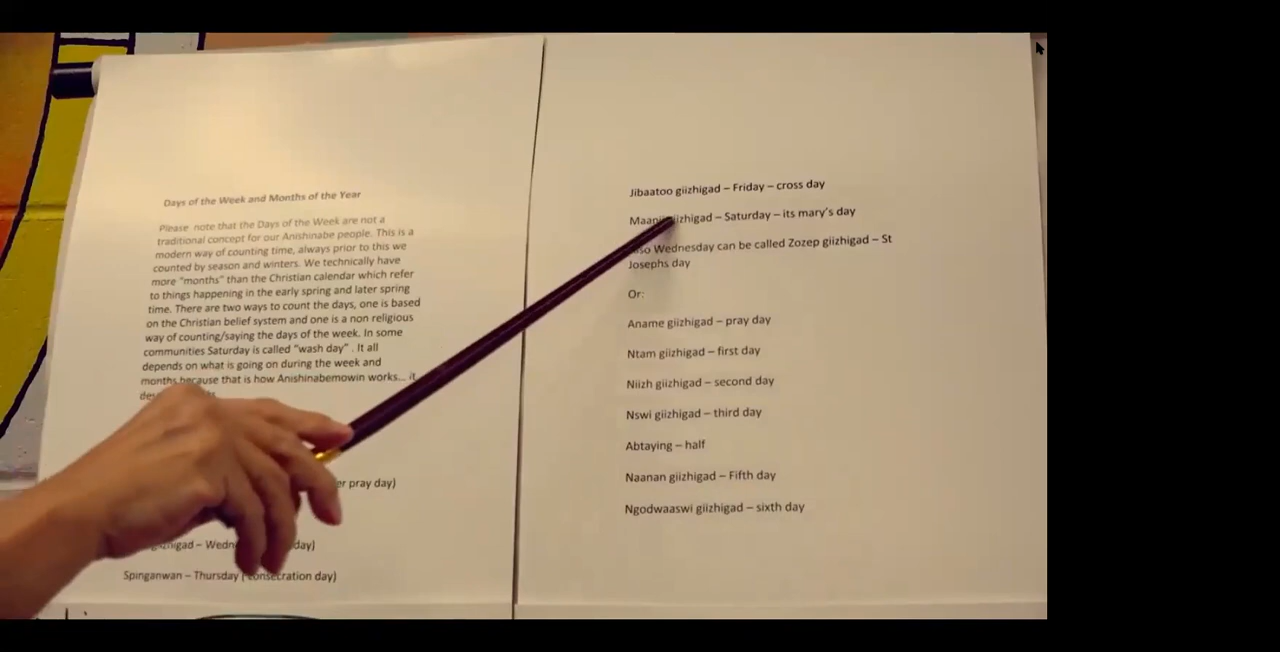 Days of the Week and Months of the Year
Please note that the Days of the Week are not a
traditional concept for our Anishinabe people. This is a
modern way of counting time, always prior to this we
counted by season and winters. We technically have
more "months" than the Christian calendar which refer
to things happening in the early spring and later spring
time. There are two ways to count the days, one is based
on the Christian belief system and one is a non religious
way of counting/saying the days of the week. In some
communities Saturday is called "wash day" . It all
depends on what is going on during the week and
months because that is how Anishinabemowin works... it
pray day)
day)
Spinganwan – Thursday ( consecration day)
Jibaatoo giizhigad – Friday – cross day
– Saturday – its mary's day
Wednesday can be called Zozep giizhigad – St
Josephs day
Or:
Aname giizhigad – pray day
Ntam giizhigad – first day
Niizh giizhigad – second day
Nswi giizhigad – third day
Abtaying – half
Naanan giizhigad – Fifth day
Ngodwaaswi giizhigad – sixth day